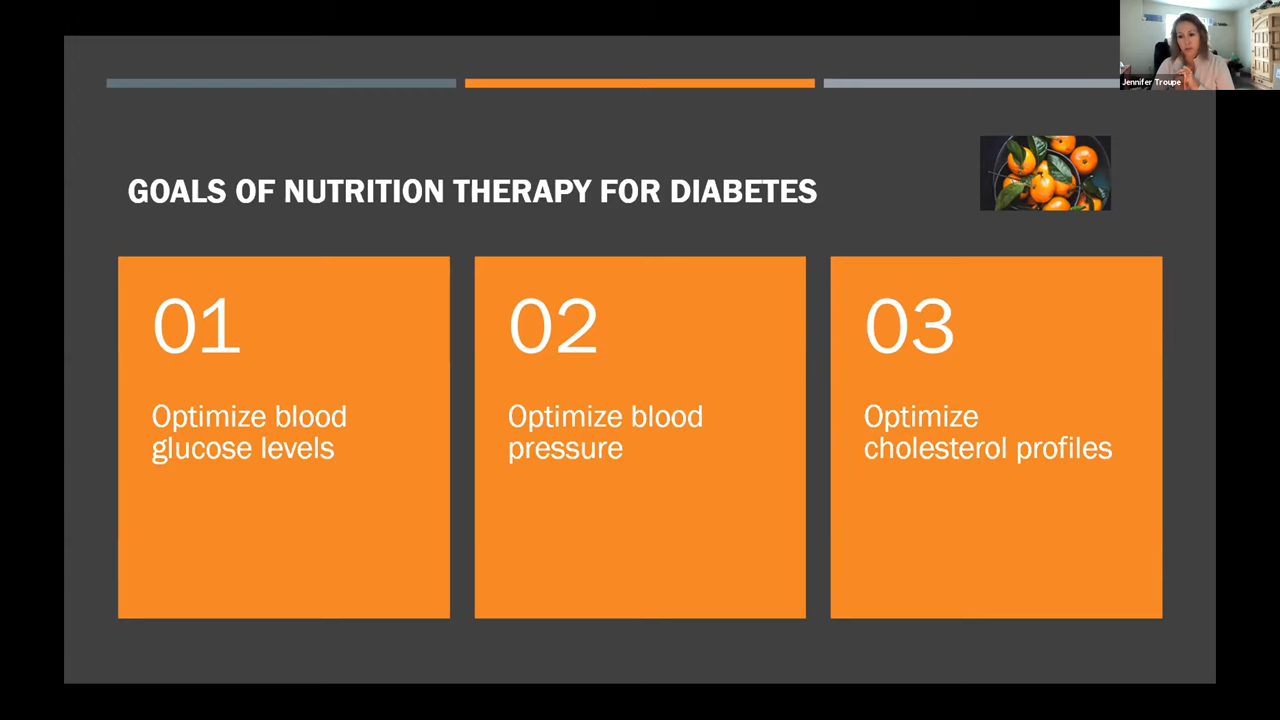 Jennifer Troupe
GOALS OF NUTRITION THERAPY FOR DIABETES
01
Optimize blood
glucose levels
02
Optimize blood
pressure
03
Optimize
cholesterol profiles